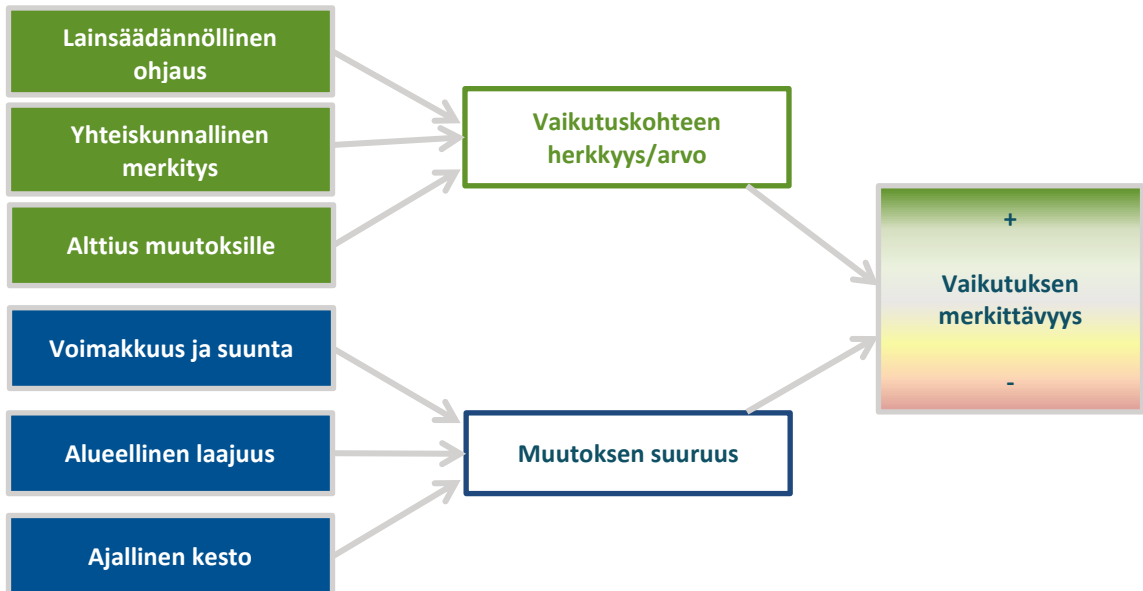 Lainsäädännöllinen
ohjaus
Yhteiskunnallinen
merkitys
Alttius muutoksille
Voimakkuus ja suunta
Alueellinen laajuus
Ajallinen kesto
Vaikutuskohteen
herkkyys/arvo
Muutoksen suuruus
+
Vaikutuksen
merkittävyys
-